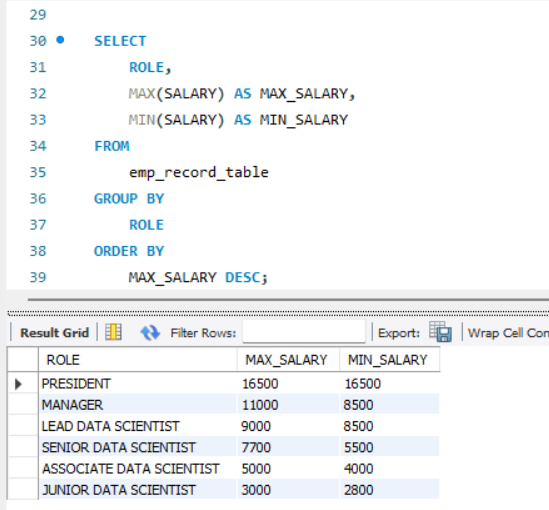 29
30 SELECT
31 ROLE,
32 MAX(SALARY) AS MAX_SALARY,
33 MIN(SALARY) AS MIN_SALARY
34 FROM
35 emp_record_table
36 GROUP BY
37 ROLE
38 ORDER BY
39 MAX_SALARY DESC;
Result Grid Filter Rows: Export: Wrap Cell Con
ROLE MAX_SALARY MIN_SALARY
PRESIDENT 16500 16500
MANAGER 11000 8500
LEAD DATA SCIENTIST 9000 8500
SENIOR DATA SCIENTIST 7700 5500
ASSOCIATE DATA SCIENTIST 5000 4000
JUNIOR DATA SCIENTIST 3000 2800